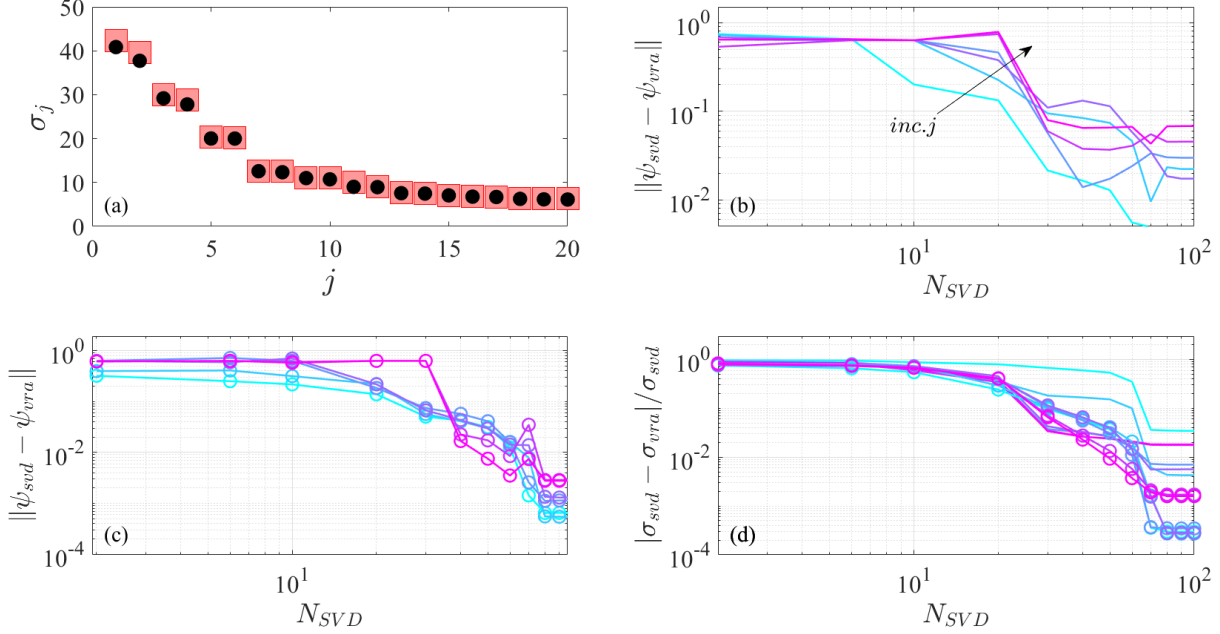 50
40
30
20
10
0
σ_j
(a)
0 5 10 15 20
j
10^0
10^-1
10^-2
||ψ_svd − ψ_vra||
inc.j
(b)
10^1 10^2
N_SVD
10^0
10^-2
10^-4
||ψ_svd − ψ_vra||
(c)
10^1
N_SVD
10^0
10^-2
10^-4
|σ_svd − σ_vra|/σ_svd
(d)
10^1 10^2
N_SVD